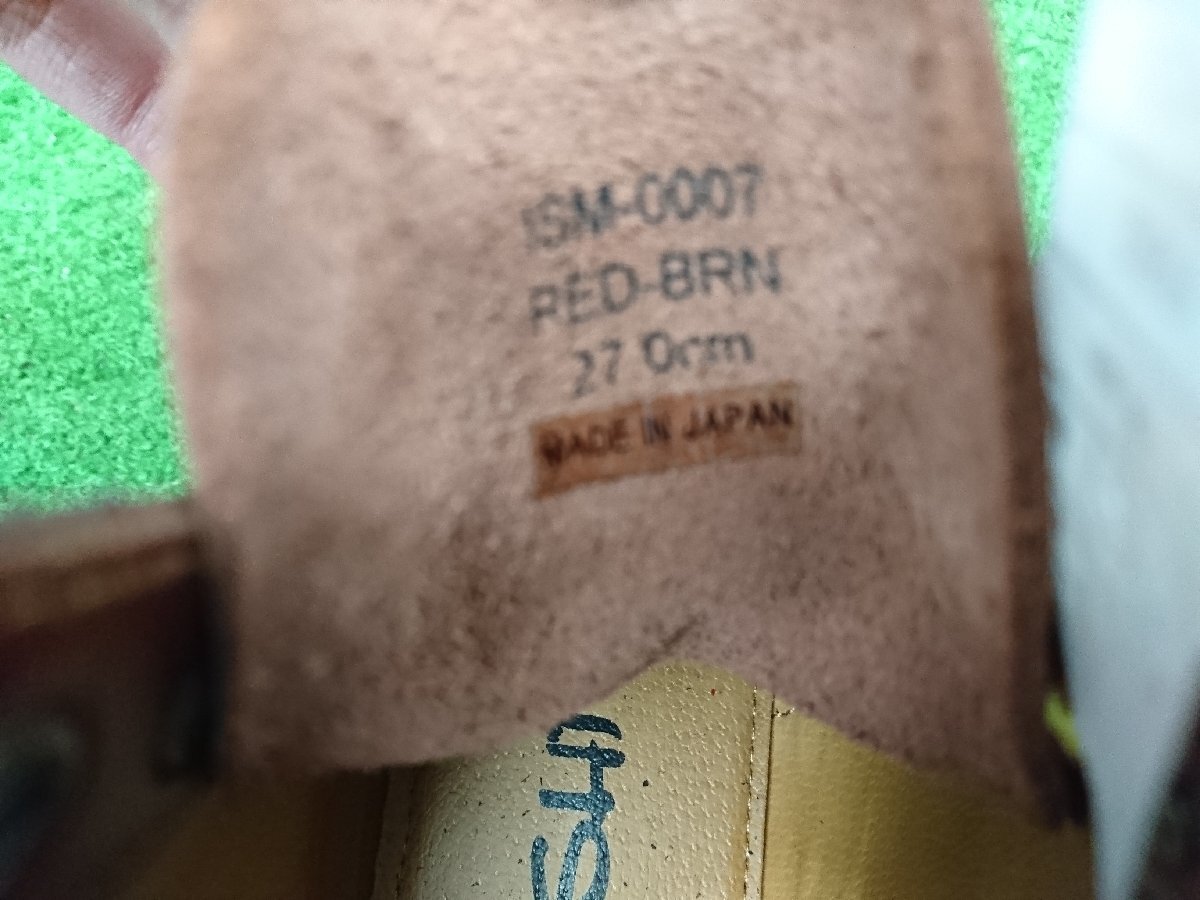 ISM-0007
RED-BRN
27.0cm
MADE IN JAPAN